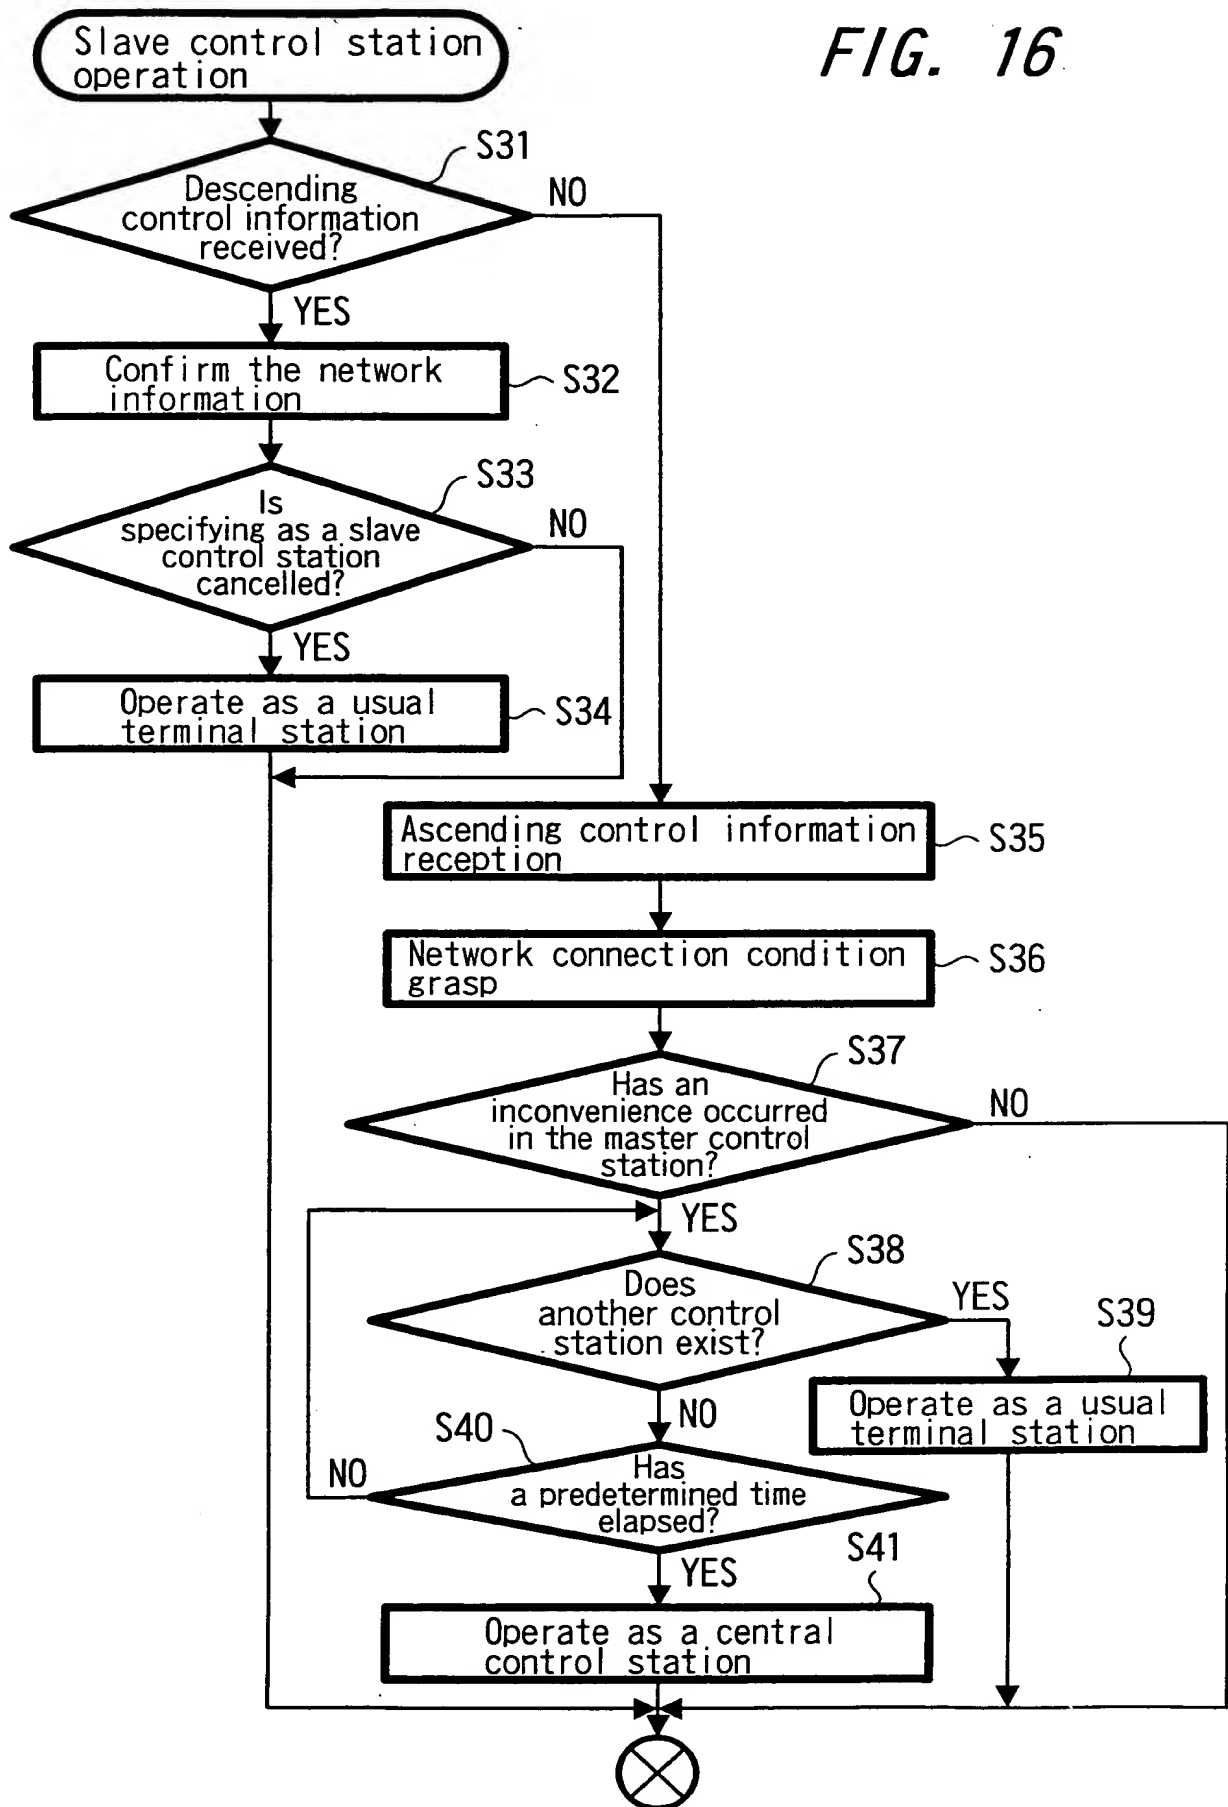 FIG. 16
Slave control station
operation
S31
Descending
control information
received?
NO
YES
Confirm the network
information
S32
S33
Is
specifying as a slave
control station
cancelled?
NO
YES
Operate as a usual
terminal station
S34
Ascending control information
reception
S35
Network connection condition
grasp
S36
S37
Has an
inconvenience occurred
in the master control
station?
NO
YES
S38
Does
another control
station exist?
YES
S39
Operate as a usual
terminal station
NO
S40
Has
a predetermined time
elapsed?
NO
YES
S41
Operate as a central
control station